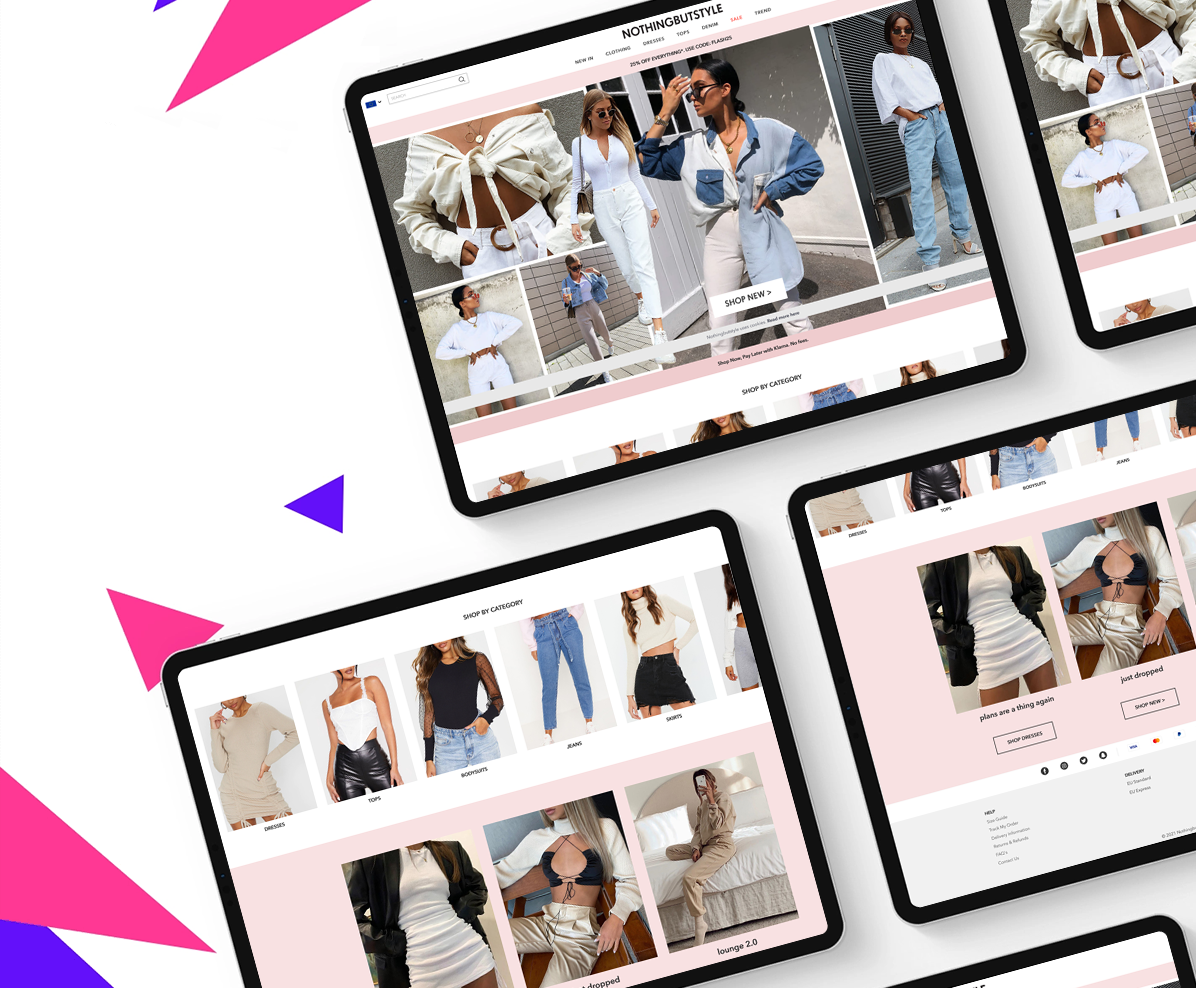 NOTHINGBUTSTYLE
NEW IN CLOTHING DRESSES TOPS DENIM SALE TREND
25% OFF EVERYTHING*. USE CODE: FLASH25
SHOP NEW >
Nothingbutstyle uses cookies. Read more here
Shop Now, Pay Later with Klarna. No fees.
SHOP BY CATEGORY
DRESSES
TOPS
BODYSUITS
JEANS
plans are a thing again
just dropped
SHOP DRESSES
SHOP NEW >
VISA
HELP
Size Guide
Track My Order
Delivery Information
Returns & Refunds
FAQ's
Contact Us
DELIVERY
EU Standard
EU Express
© 2021 Nothingb
SHOP BY CATEGORY
DRESSES
TOPS
BODYSUITS
JEANS
SKIRTS
dropped
lounge 2.0